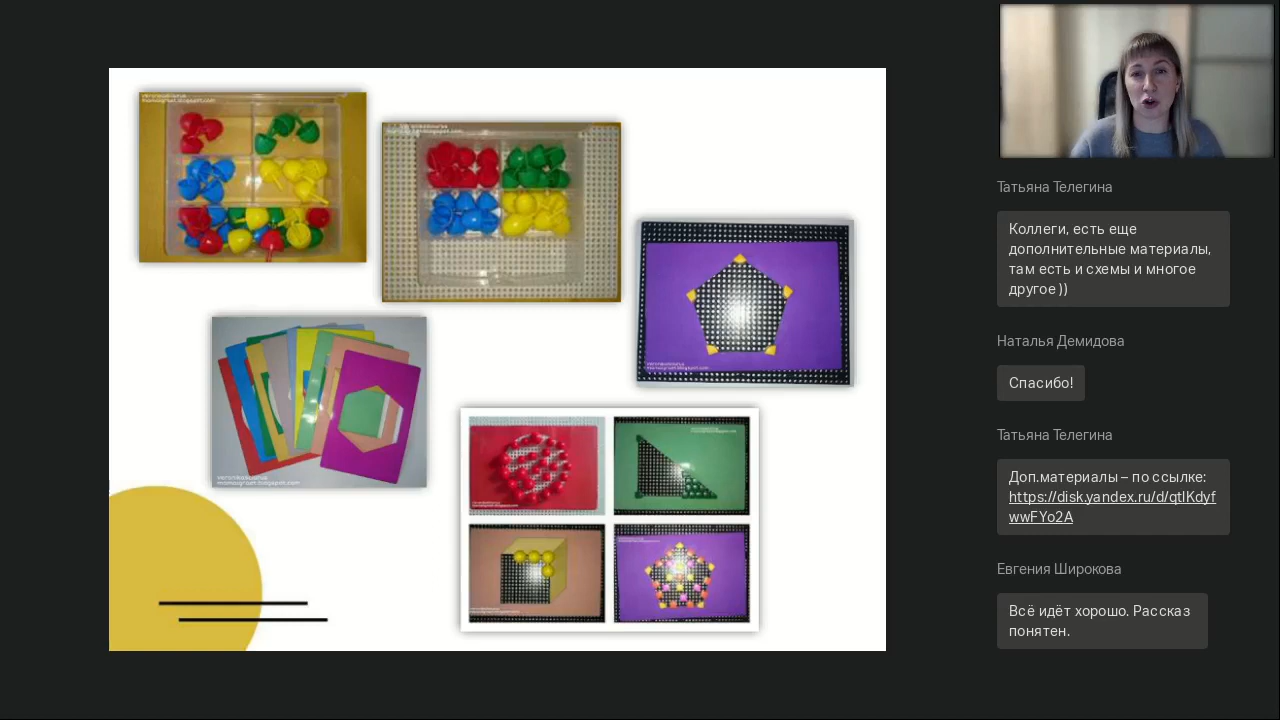 Татьяна Телегина
Коллеги, есть еще
дополнительные материалы,
там есть и схемы и многое
другое ))
Наталья Демидова
Спасибо!
Татьяна Телегина
Доп.материалы – по ссылке:
https://disk.yandex.ru/d/qtIKdyf
wwFYo2A
Евгения Широкова
Всё идёт хорошо. Рассказ
понятен.